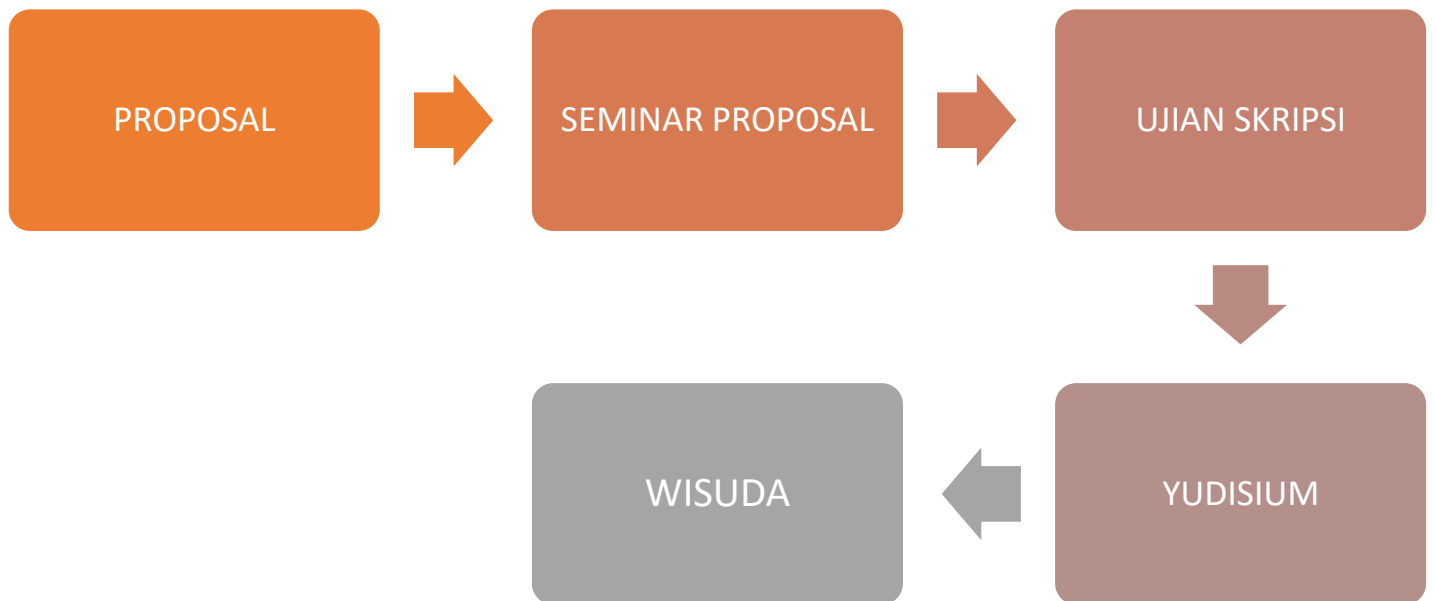 PROPOSAL
SEMINAR PROPOSAL
UJIAN SKRIPSI
YUDISIUM
WISUDA